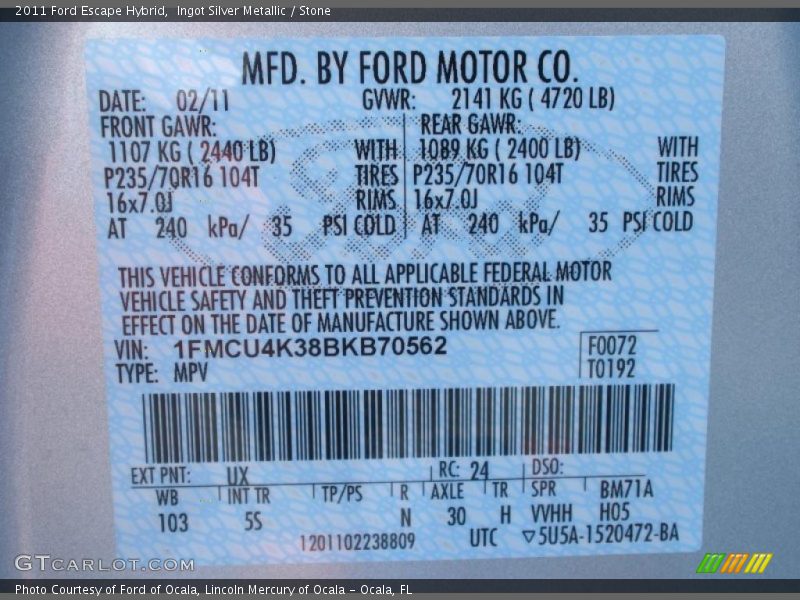 2011 Ford Escape Hybrid,  Ingot Silver Metallic / Stone
MFD. BY FORD MOTOR CO.
DATE: 02/11 GVWR: 2141 KG ( 4720 LB)
FRONT GAWR: REAR GAWR:
1107 KG ( 2440 LB) WITH 1089 KG ( 2400 LB) WITH
P235/70R16 104T TIRES P235/70R16 104T TIRES
16x7.0J RIMS 16x7.0J RIMS
AT 240 kPa/ 35 PSI COLD AT 240 kPa/ 35 PSI COLD
THIS VEHICLE CONFORMS TO ALL APPLICABLE FEDERAL MOTOR
VEHICLE SAFETY AND THEFT PREVENTION STANDARDS IN
EFFECT ON THE DATE OF MANUFACTURE SHOWN ABOVE.
VIN: 1FMCU4K38BKB70562 F0072
TYPE: MPV T0192
EXT PNT: UX RC: 24 DSO:
WB INT TR TP/PS R AXLE TR SPR BM71A
103 5S N 30 H VVHH H05
1201102238809 UTC ▽5U5A-1520472-BA
Ford
GTCARLOT.COM
Photo Courtesy of Ford of Ocala, Lincoln Mercury of Ocala – Ocala, FL